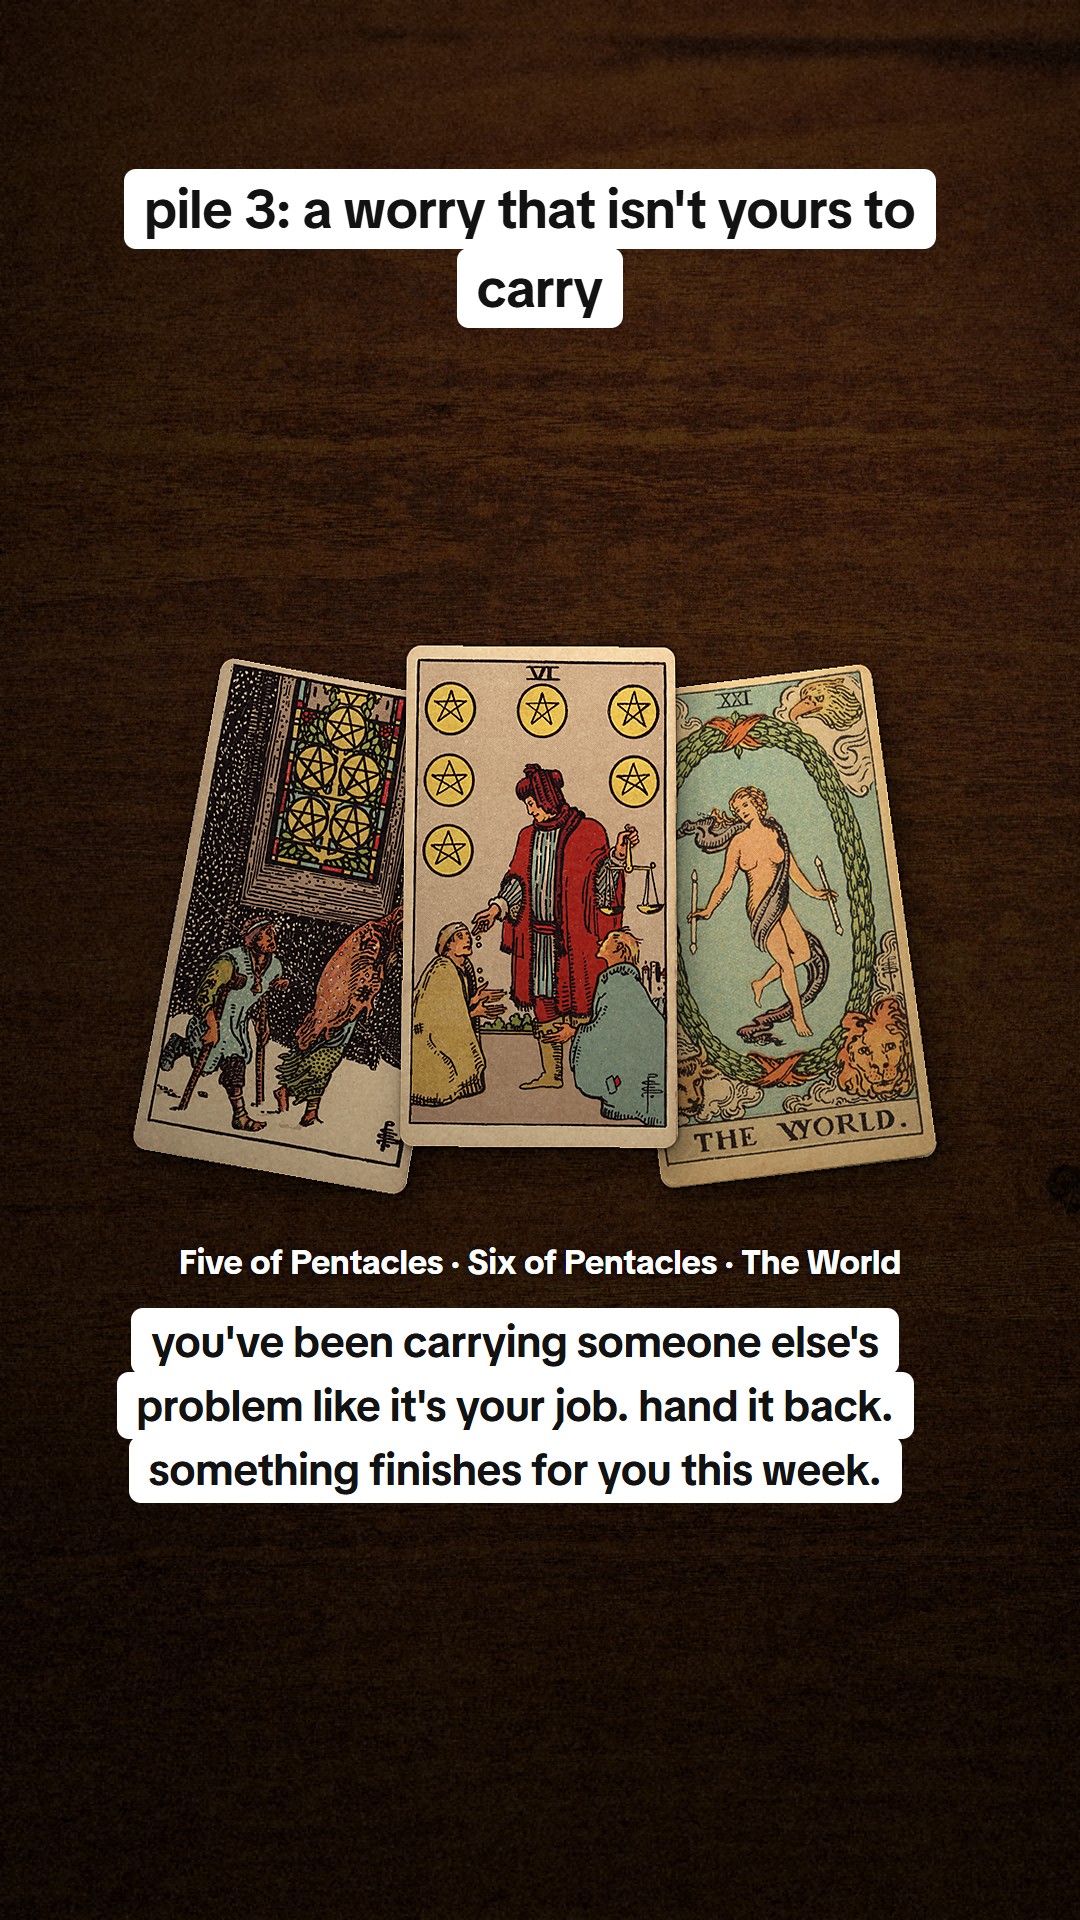 pile 3: a worry that isn't yours to
carry
VI
XXI
THE WORLD.
Five of Pentacles · Six of Pentacles · The World
you've been carrying someone else's
problem like it's your job. hand it back.
something finishes for you this week.